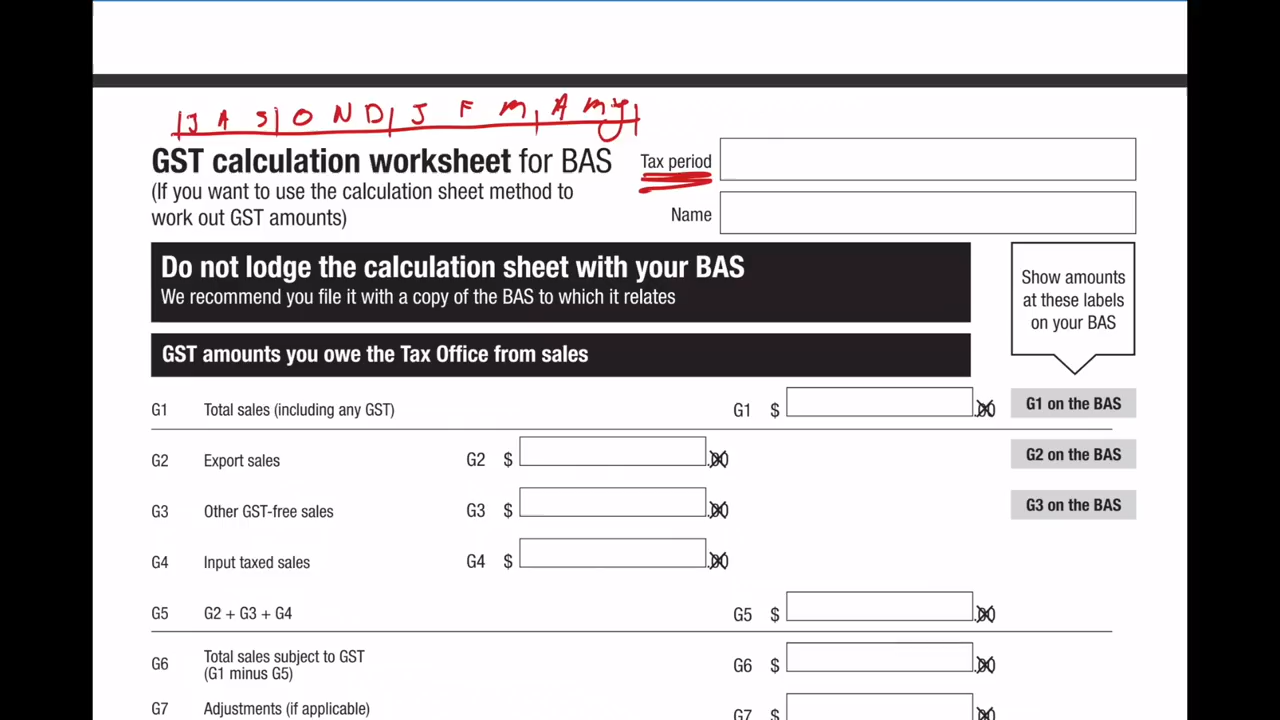 J A S O N D J F M A M J
GST calculation worksheet for BAS
(If you want to use the calculation sheet method to
work out GST amounts)
Tax period
Name
Do not lodge the calculation sheet with your BAS
We recommend you file it with a copy of the BAS to which it relates
Show amounts
at these labels
on your BAS
GST amounts you owe the Tax Office from sales
G1 Total sales (including any GST) G1 $ .00 G1 on the BAS
G2 Export sales G2 $ .00 G2 on the BAS
G3 Other GST-free sales G3 $ .00 G3 on the BAS
G4 Input taxed sales G4 $ .00
G5 G2 + G3 + G4 G5 $ .00
G6 Total sales subject to GST
(G1 minus G5) G6 $ .00
G7 Adjustments (if applicable) G7 $ .00